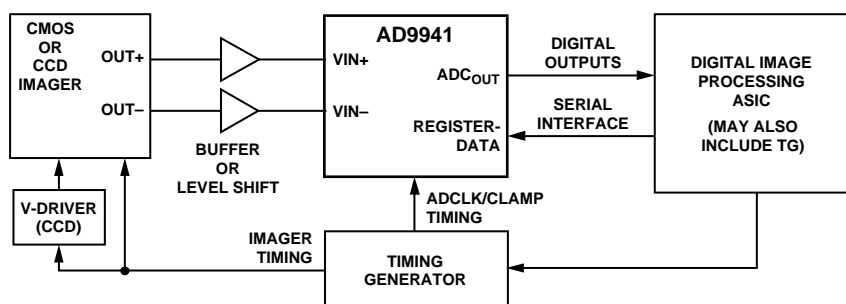 CMOS
OR
CCD
IMAGER
OUT+
OUT–
BUFFER
OR
LEVEL SHIFT
AD9941
VIN+
VIN–
ADCOUT
REGISTER-
DATA
DIGITAL
OUTPUTS
SERIAL
INTERFACE
DIGITAL IMAGE
PROCESSING
ASIC
(MAY ALSO
INCLUDE TG)
V-DRIVER
(CCD)
IMAGER
TIMING
ADCLK/CLAMP
TIMING
TIMING
GENERATOR